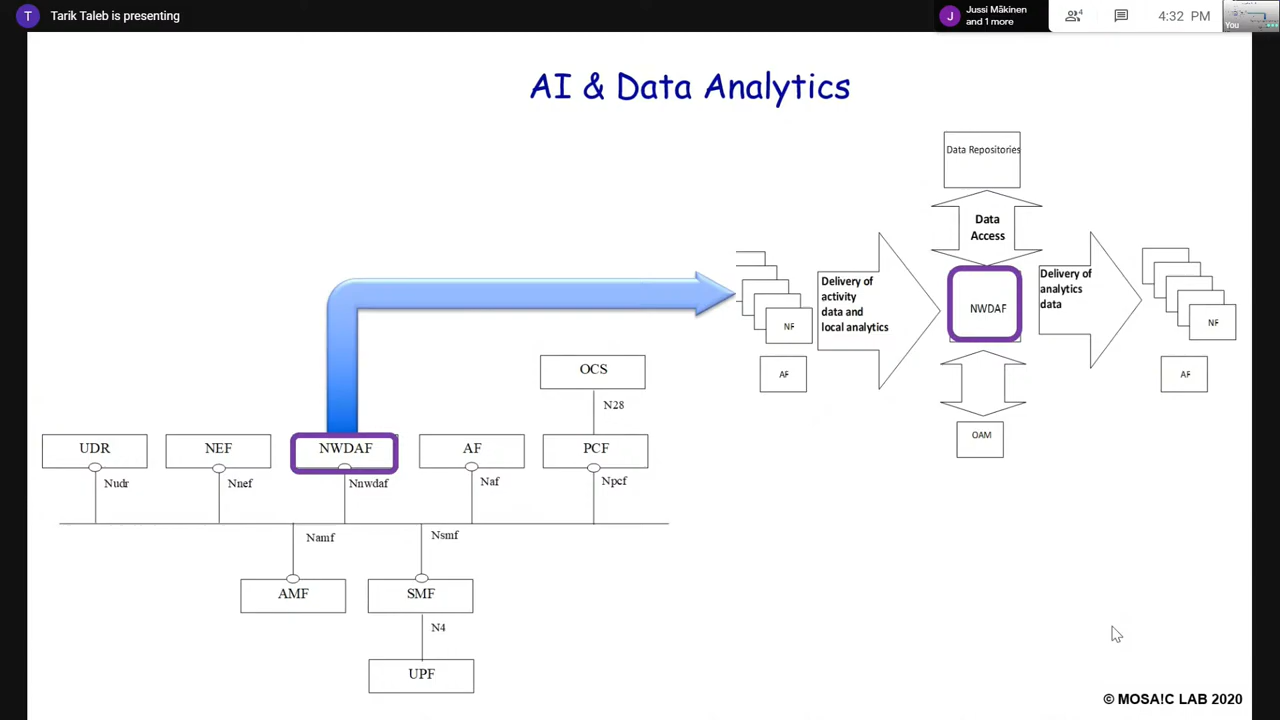 T
Tarik Taleb is presenting
J
Jussi Mäkinen
and 1 more
4
4:32 PM
You
AI & Data Analytics
Data Repositories
Data
Access
Delivery of
activity
data and
local analytics
NWDAF
Delivery of
analytics
data
NF
NF
AF
AF
OAM
OCS
N28
UDR
NEF
NWDAF
AF
PCF
Nudr
Nnef
Nnwdaf
Naf
Npcf
Namf
Nsmf
AMF
SMF
N4
UPF
© MOSA!C LAB 2020